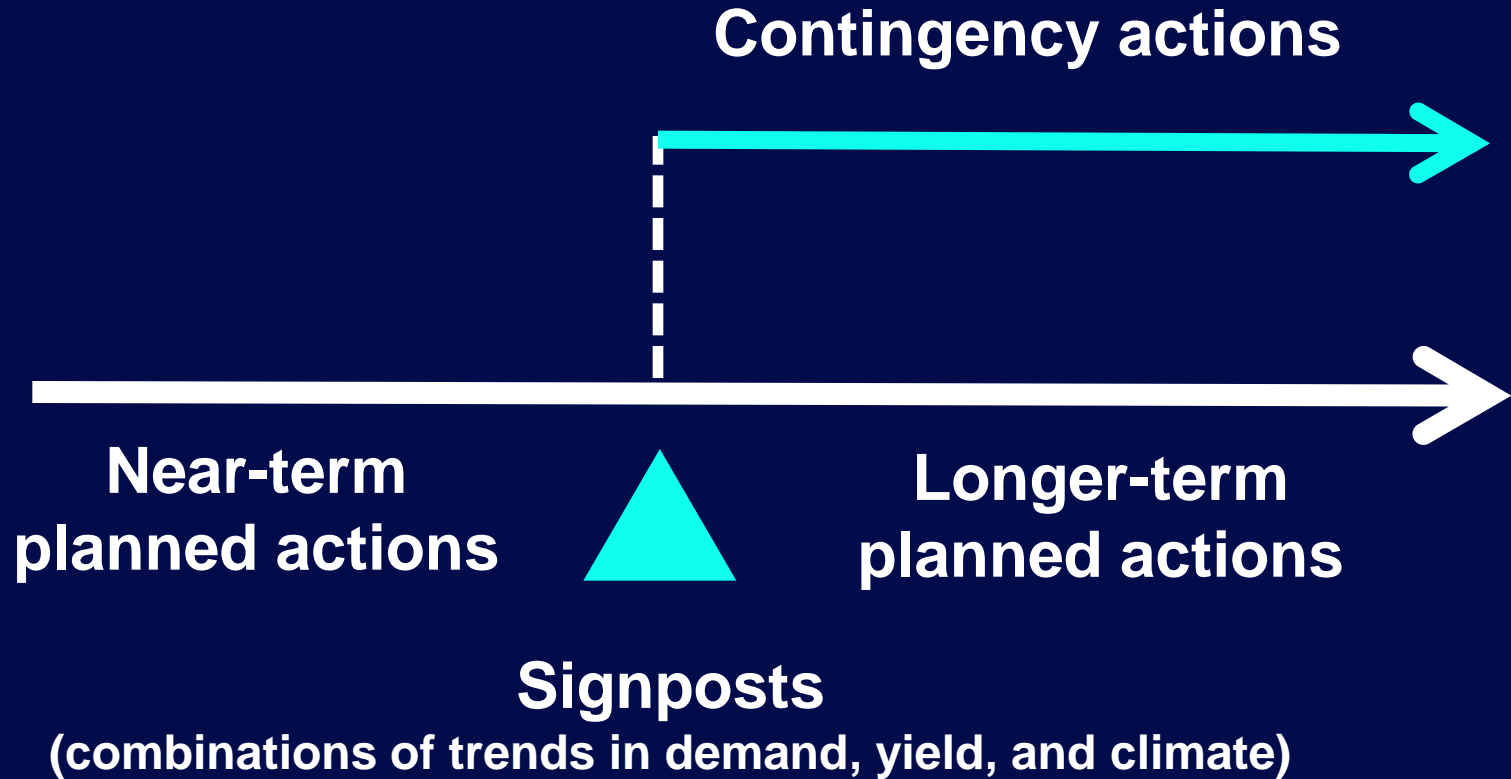 Contingency actions
Near-term
planned actions
Longer-term
planned actions
Signposts
(combinations of trends in demand, yield, and climate)